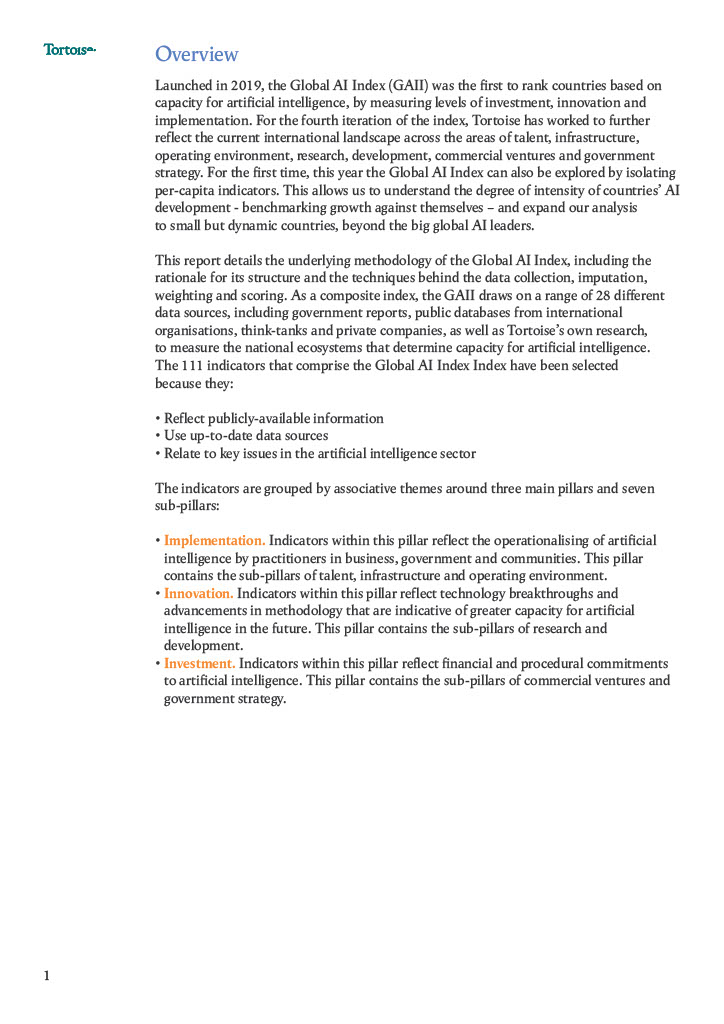 Tortoise
Overview
Launched in 2019, the Global AI Index (GAII) was the first to rank countries based on
capacity for artificial intelligence, by measuring levels of investment, innovation and
implementation. For the fourth iteration of the index, Tortoise has worked to further
reflect the current international landscape across the areas of talent, infrastructure,
operating environment, research, development, commercial ventures and government
strategy. For the first time, this year the Global AI Index can also be explored by isolating
per-capita indicators. This allows us to understand the degree of intensity of countries’ AI
development - benchmarking growth against themselves – and expand our analysis
to small but dynamic countries, beyond the big global AI leaders.
This report details the underlying methodology of the Global AI Index, including the
rationale for its structure and the techniques behind the data collection, imputation,
weighting and scoring. As a composite index, the GAII draws on a range of 28 different
data sources, including government reports, public databases from international
organisations, think-tanks and private companies, as well as Tortoise’s own research,
to measure the national ecosystems that determine capacity for artificial intelligence.
The 111 indicators that comprise the Global AI Index Index have been selected
because they:
• Reflect publicly-available information
• Use up-to-date data sources
• Relate to key issues in the artificial intelligence sector
The indicators are grouped by associative themes around three main pillars and seven
sub-pillars:
• Implementation. Indicators within this pillar reflect the operationalising of artificial
intelligence by practitioners in business, government and communities. This pillar
contains the sub-pillars of talent, infrastructure and operating environment.
• Innovation. Indicators within this pillar reflect technology breakthroughs and
advancements in methodology that are indicative of greater capacity for artificial
intelligence in the future. This pillar contains the sub-pillars of research and
development.
• Investment. Indicators within this pillar reflect financial and procedural commitments
to artificial intelligence. This pillar contains the sub-pillars of commercial ventures and
government strategy.
1